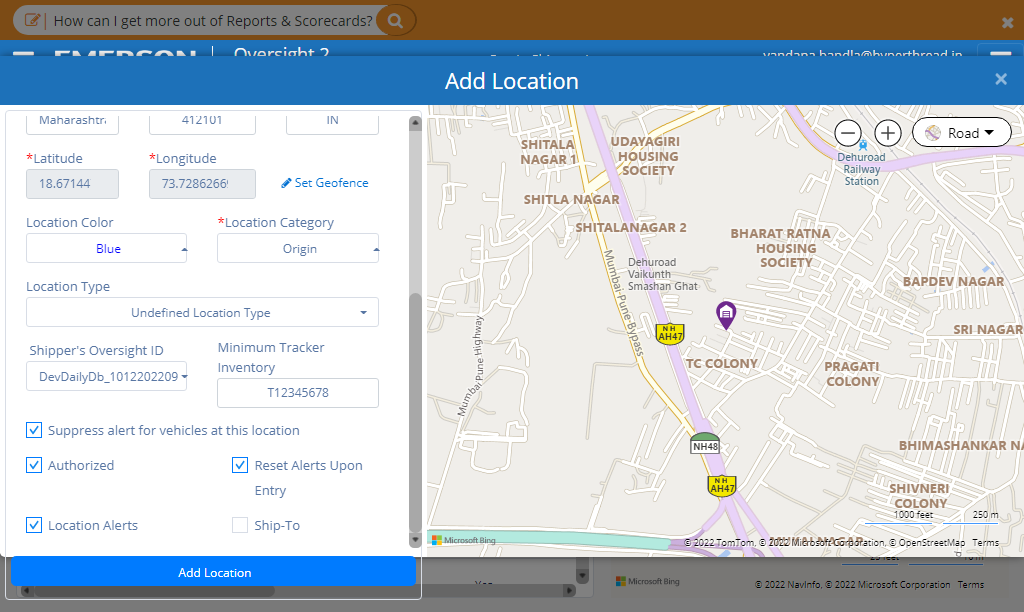 How can I get more out of Reports & Scorecards?
EMERSON
Oversight 2
vandana.bandla@hyperthread.in
Add Location
Maharashtra
412101
IN
*Latitude
*Longitude
18.67144
73.7286266
Set Geofence
Location Color
*Location Category
Blue
Origin
Location Type
Undefined Location Type
Shipper's Oversight ID
Minimum Tracker
Inventory
DevDailyDb_1012202209
T12345678
Suppress alert for vehicles at this location
Authorized
Reset Alerts Upon
Entry
Location Alerts
Ship-To
Add Location
Road
SHITALA
NAGAR 1
UDAYAGIRI
HOUSING
SOCIETY
Dehuroad
Railway
Station
SHITLA NAGAR
SHITALANAGAR 2
BHARAT RATNA
HOUSING
SOCIETY
Dehuroad
Vaikunth
Smashan Ghat
BAPDEV NAGAR
Mumbai-Pune Bypass
Mumbai Pune Highway
NH
AH47
SRI NAGAR
TC COLONY
PRAGATI
COLONY
NH48
BHIMASHANKAR NA
NH
AH47
SHIVNERI
COLONY
1000 feet
250 m
Microsoft Bing
© 2022 TomTom, © 2022 Microsoft Corporation, © OpenStreetMap Terms
Yes
Microsoft Bing
© 2022 NavInfo, © 2022 Microsoft Corporation Terms